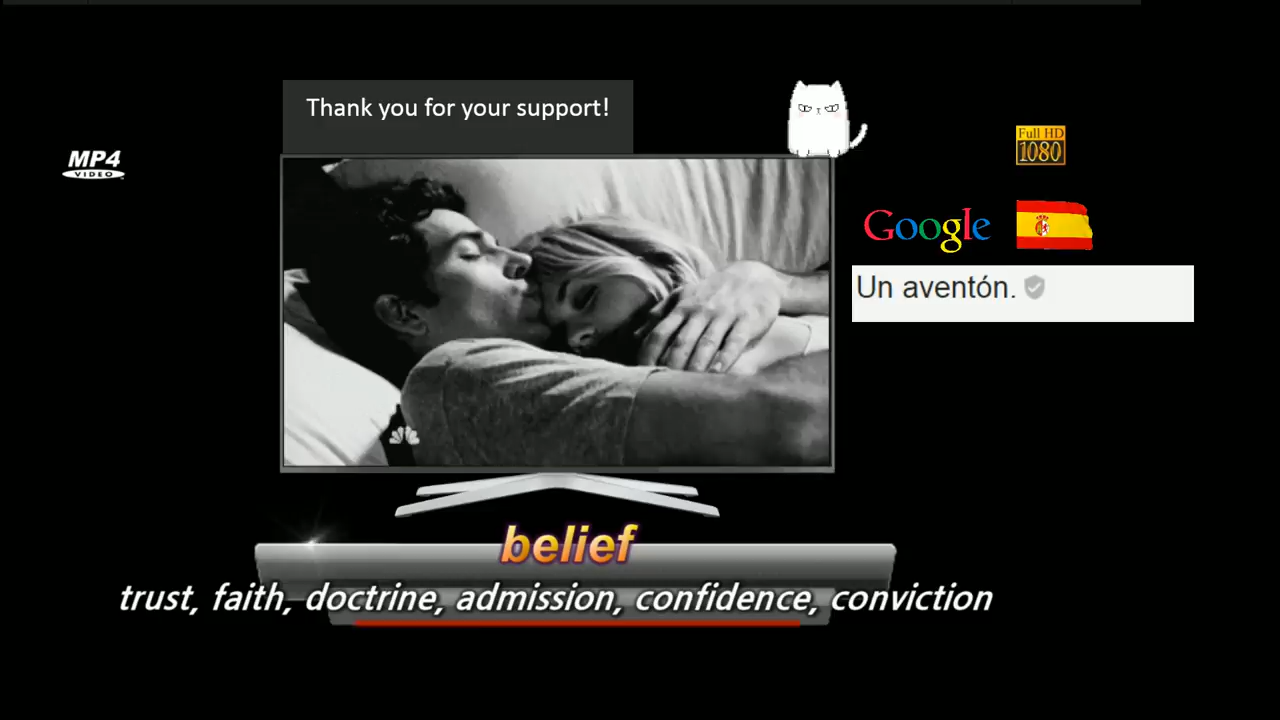 Thank you for your support!
MP4
VIDEO
Full HD
1080
Google
Un aventón.
belief
trust, faith, doctrine, admission, confidence, conviction